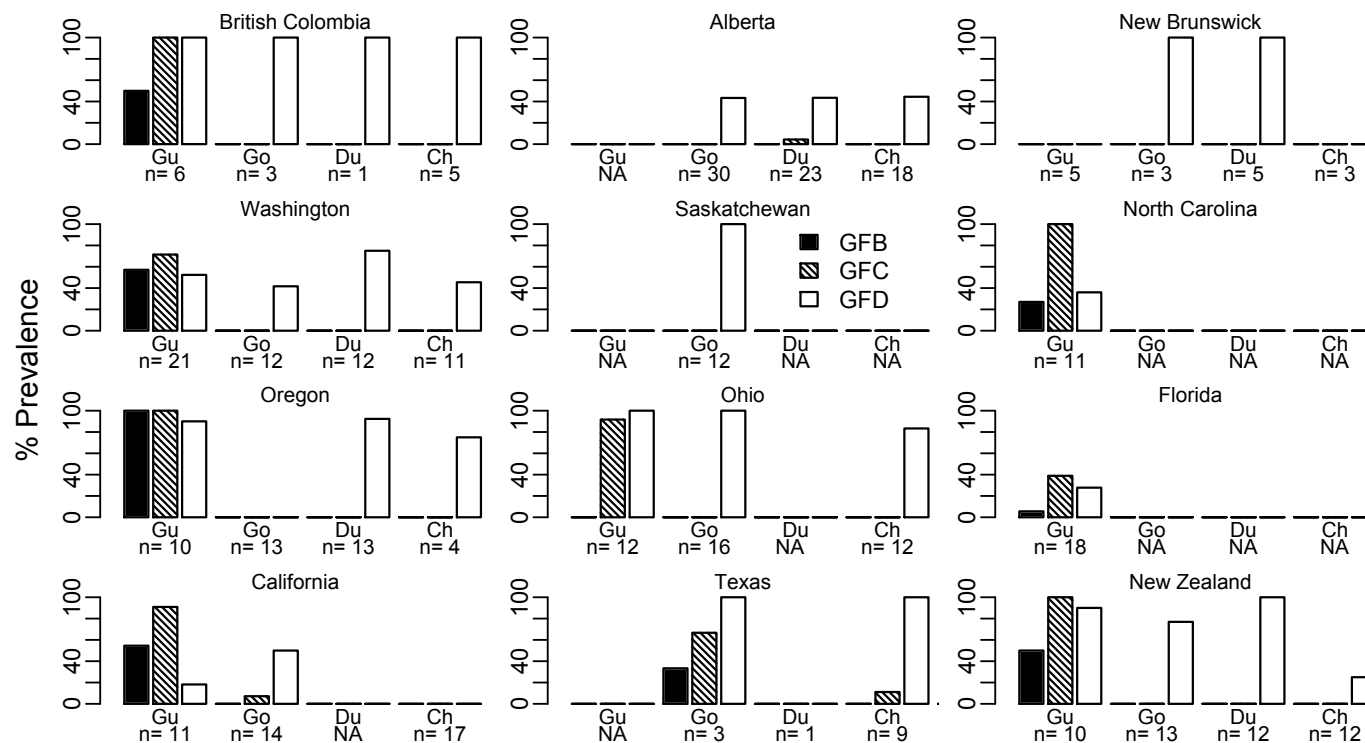 British Colombia
Alberta
New Brunswick
0 40 100
0 40 100
0 40 100
Gu Go Du Ch
n= 6 n= 3 n= 1 n= 5
Gu Go Du Ch
NA n= 30 n= 23 n= 18
Gu Go Du Ch
n= 5 n= 3 n= 5 n= 3
Washington
Saskatchewan
North Carolina
0 40 100
0 40 100
0 40 100
GFB
GFC
GFD
Gu Go Du Ch
n= 21 n= 12 n= 12 n= 11
Gu Go Du Ch
NA n= 12 NA NA
Gu Go Du Ch
n= 11 NA NA NA
% Prevalence
Oregon
Ohio
Florida
0 40 100
0 40 100
0 40 100
Gu Go Du Ch
n= 10 n= 13 n= 13 n= 4
Gu Go Du Ch
n= 12 n= 16 NA n= 12
Gu Go Du Ch
n= 18 NA NA NA
California
Texas
New Zealand
0 40 100
0 40 100
0 40 100
Gu Go Du Ch
n= 11 n= 14 NA n= 17
Gu Go Du Ch
NA n= 3 n= 1 n= 9
Gu Go Du Ch
n= 10 n= 13 n= 12 n= 12